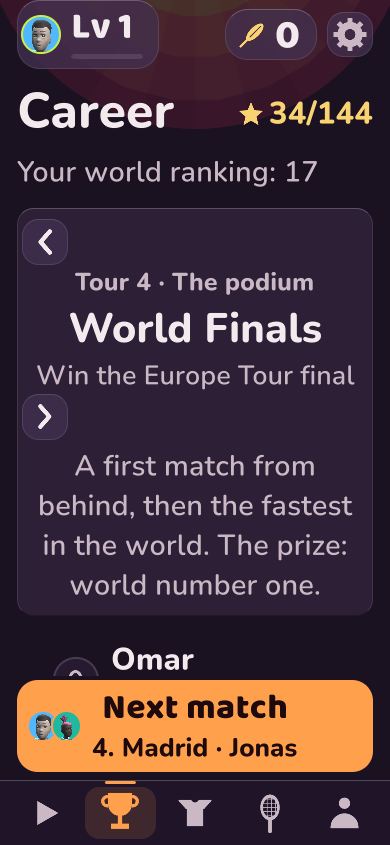 Lv 1
0
Career
34/144
Your world ranking: 17
Tour 4 · The podium
World Finals
Win the Europe Tour final
A first match from
behind, then the fastest
in the world. The prize:
world number one.
Omar
Next match
4. Madrid · Jonas